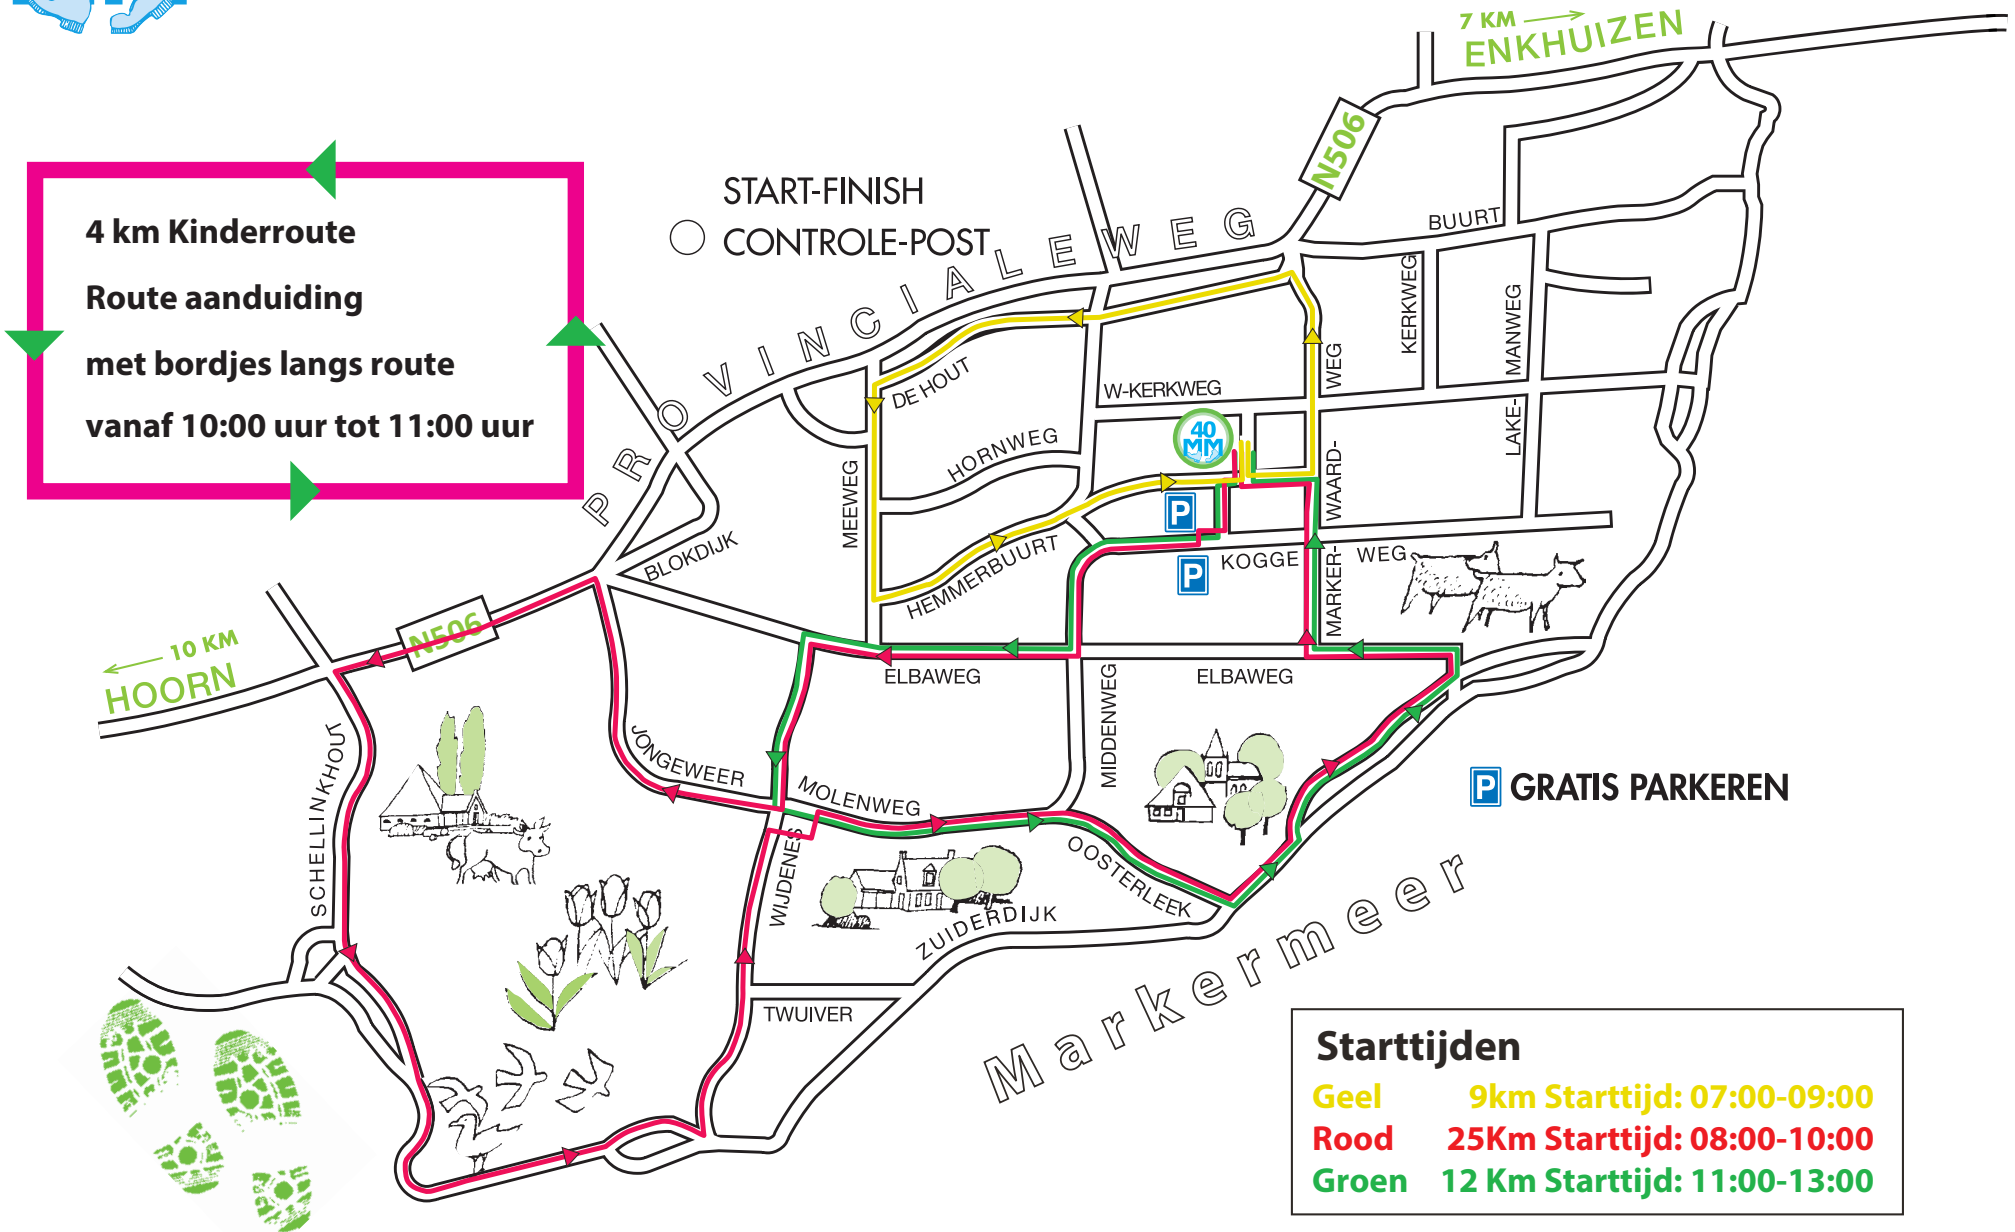 7 KM
ENKHUIZEN
N506
4 km Kinderroute
Route aanduiding
met bordjes langs route
vanaf 10:00 uur tot 11:00 uur
START-FINISH
CONTROLE-POST
PROVINCIALEWEG
BUURT
KERKWEG
LAKE-MANWEG
DE HOUT
W-KERKWEG
40
MM
HORNWEG
MEEWEG
MARKER-WAARD-WEG
P
P
BLOKDIJK
HEMMERBUURT
KOGGE WEG
N506
10 KM
HOORN
ELBAWEG
ELBAWEG
SCHELLINKHOUT
JONGEWEER
MOLENWEG
MIDDENWEG
P GRATIS PARKEREN
WIJDENES
OOSTERLEEK
ZUIDERDIJK
TWUIVER
Markermeer
Starttijden
Geel 9km Starttijd: 07:00-09:00
Rood 25Km Starttijd: 08:00-10:00
Groen 12 Km Starttijd: 11:00-13:00